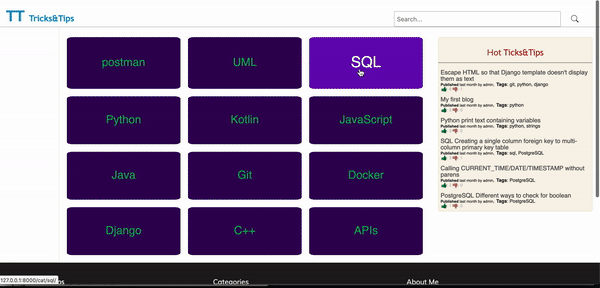 TT Tricks&Tips
Search...
postman
UML
SQL
Python
Kotlin
JavaScript
Java
Git
Docker
Django
C++
APIs
Hot Tricks&Tips
Escape HTML so that Django template doesn't display
them as text
Published last month by admin, Tags: git, python, django
My first blog
Published last month by admin, Tags: python
Python print text containing variables
Published last month by admin, Tags: python, strings
SQL Creating a single column foreign key to multi-
column primary key table
Published last month by admin, Tags: sql, PostgreSQL
Calling CURRENT_TIME/DATE/TIMESTAMP without
parens
Published last month by admin, Tags: PostgreSQL
PostgreSQL Different ways to check for boolean
Published last month by admin, Tags: PostgreSQL
127.0.0.1:8000/cat/sql/
Categories
About Me